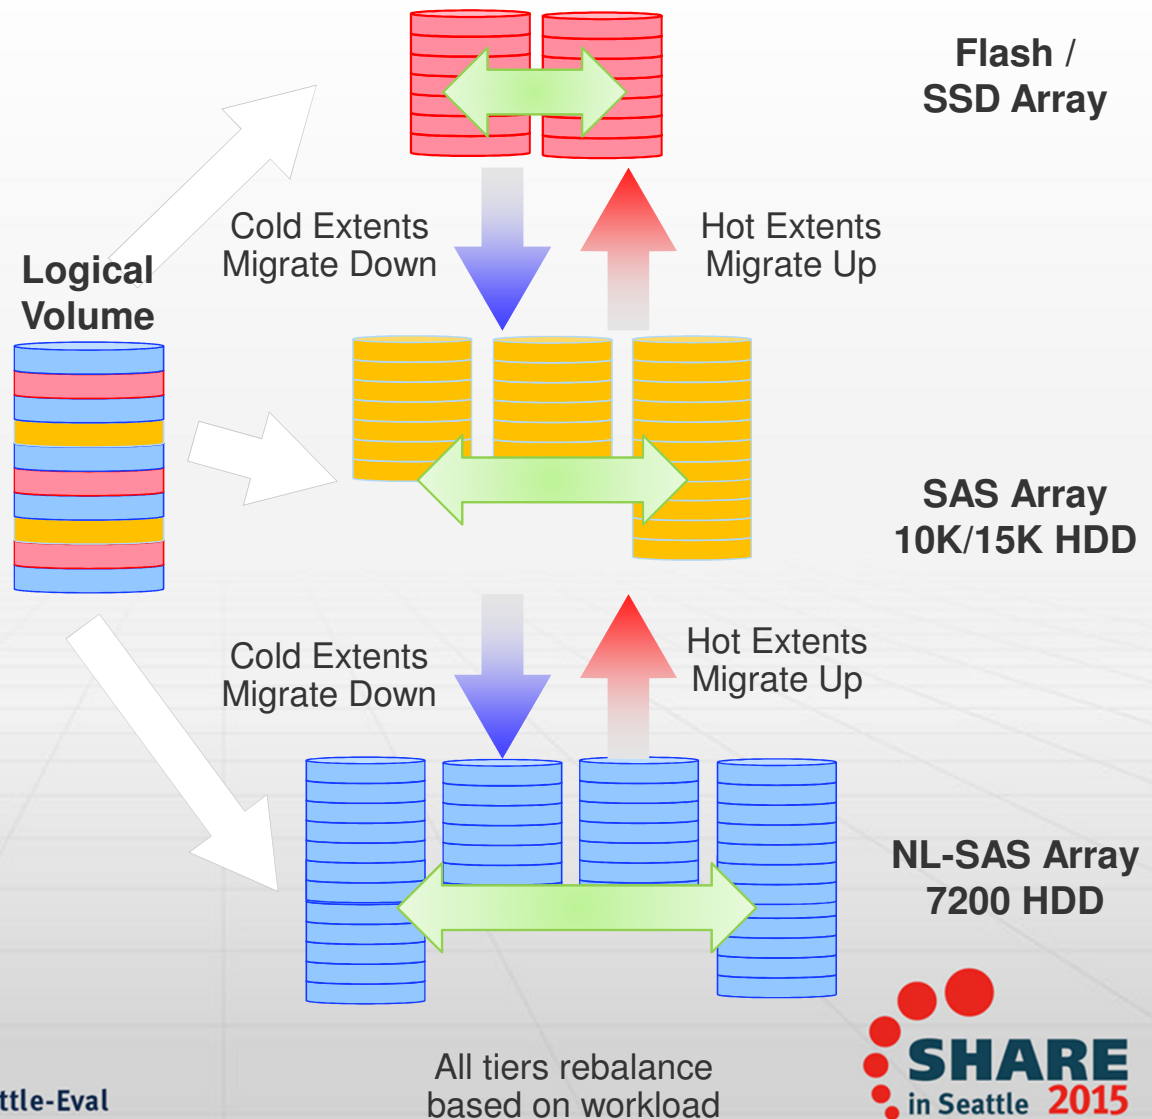 Flash /
SSD Array
Cold Extents
Migrate Down
Hot Extents
Migrate Up
Logical
Volume
SAS Array
10K/15K HDD
Cold Extents
Migrate Down
Hot Extents
Migrate Up
NL-SAS Array
7200 HDD
All tiers rebalance
based on workload
ttle-Eval
SHARE
in Seattle 2015